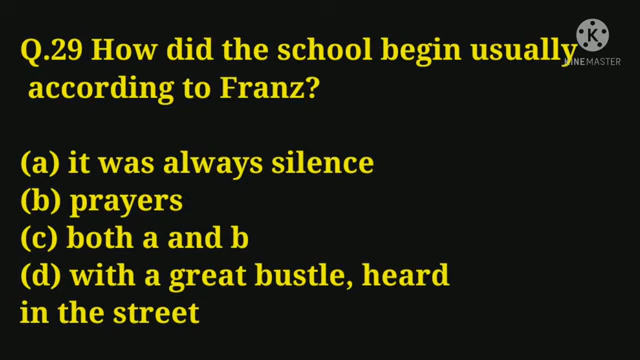 Q.29 How did the school begin usually
according to Franz?
(a) it was always silence
(b) prayers
(c) both a and b
(d) with a great bustle, heard
in the street
K
KINEMASTER